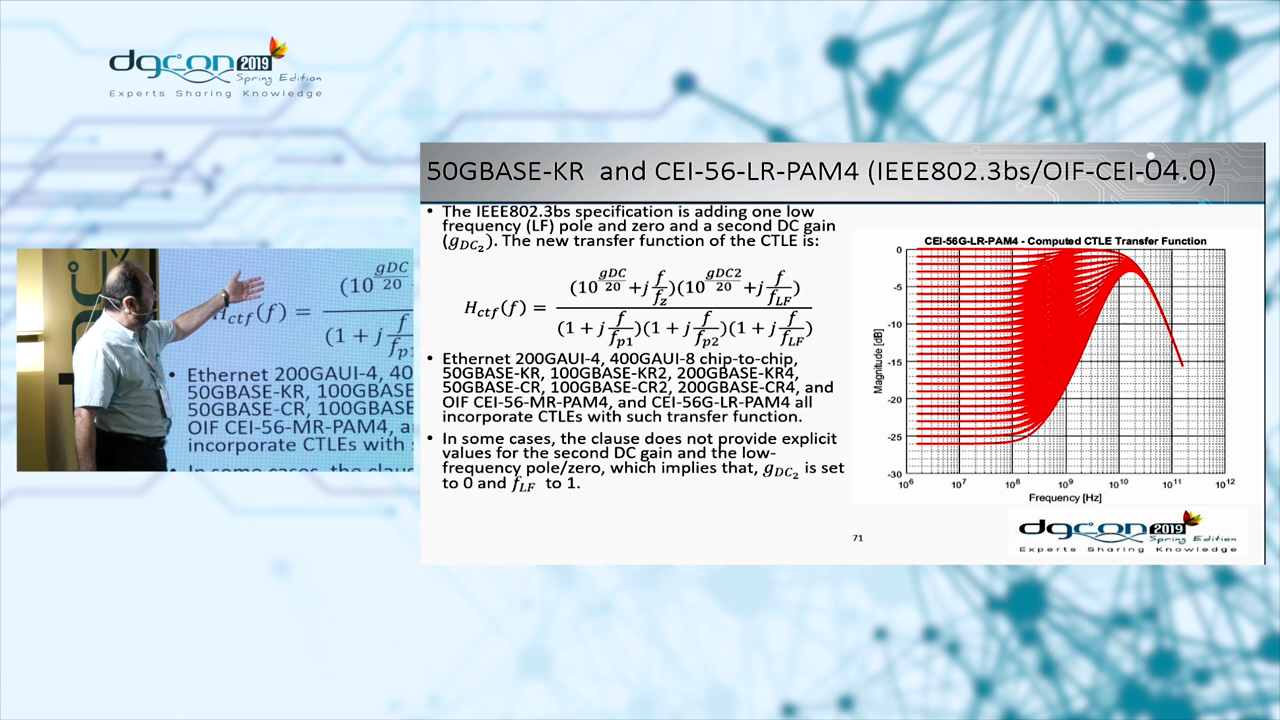 dgcon 2019
Spring Edition
Experts Sharing Knowledge
50GBASE-KR and CEI-56-LR-PAM4 (IEEE802.3bs/OIF-CEI-04.0)
• The IEEE802.3bs specification is adding one low
frequency (LF) pole and zero and a second DC gain
(g_DC₂). The new transfer function of the CTLE is:
H_ctf(f) = (10^(gDC/20)+j f/f_z)(10^(gDC2/20)+j f/f_LF) / (1 + j f/f_p1)(1 + j f/f_p2)(1 + j f/f_LF)
• Ethernet 200GAUI-4, 400GAUI-8 chip-to-chip,
50GBASE-KR, 100GBASE-KR2, 200GBASE-KR4,
50GBASE-CR, 100GBASE-CR2, 200GBASE-CR4, and
OIF CEI-56-MR-PAM4, and CEI-56G-LR-PAM4 all
incorporate CTLEs with such transfer function.
• In some cases, the clause does not provide explicit
values for the second DC gain and the low-
frequency pole/zero, which implies that, g_DC₂ is set
to 0 and f_LF to 1.
CEI-56G-LR-PAM4 - Computed CTLE Transfer Function
Magnitude [dB]
0
-5
-10
-15
-20
-25
-30
10^6 10^7 10^8 10^9 10^10 10^11 10^12
Frequency [Hz]
71
dgcon 2019
Spring Edition
Experts Sharing Knowledge
(10^(gDC/20)
H_ctf(f) =
(1 + j f/f_p
• Ethernet 200GAUI-4, 40
50GBASE-KR, 100GBASE
50GBASE-CR, 100GBASE
OIF CEI-56-MR-PAM4, a
incorporate CTLEs with